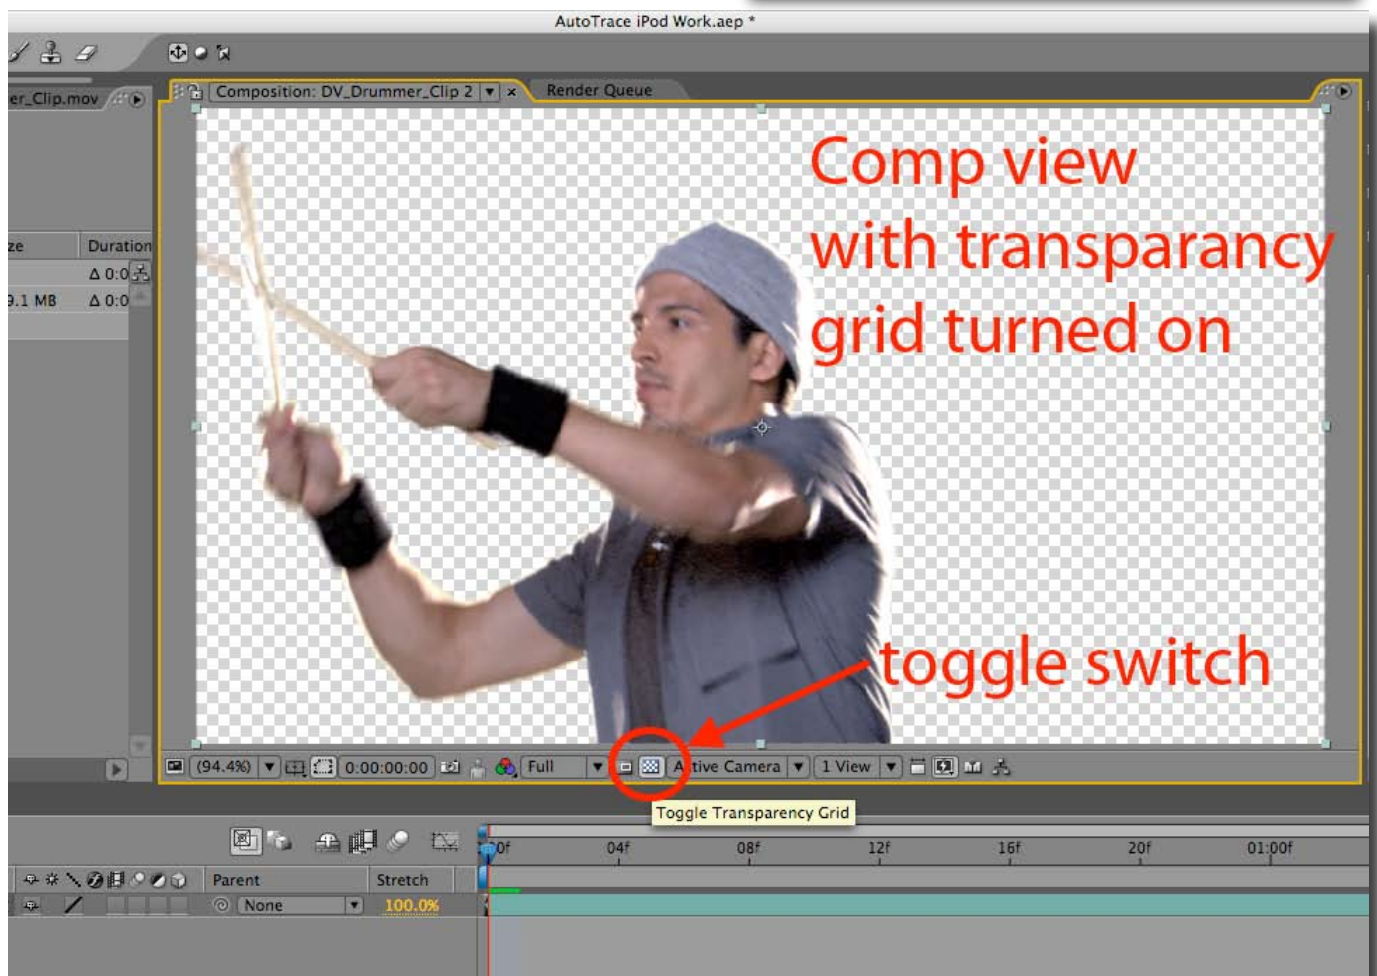 AutoTrace iPod Work.aep *
er_Clip.mov
Composition: DV_Drummer_Clip 2 x
Render Queue
Comp view
with transparancy
grid turned on
ze Duration
Δ 0:0
9.1 MB Δ 0:0
toggle switch
(94.4%) 0:00:00:00 Full Active Camera 1 View
Toggle Transparency Grid
00f 04f 08f 12f 16f 20f 01:00f
Parent Stretch
None 100.0%